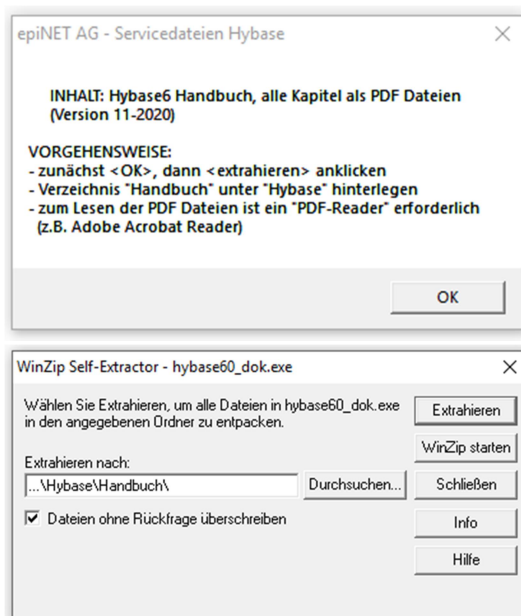 epiNET AG - Servicedateien Hybase
INHALT: Hybase6 Handbuch, alle Kapitel als PDF Dateien
(Version 11-2020)
VORGEHENSWEISE:
- zunächst <OK>, dann <extrahieren> anklicken
- Verzeichnis "Handbuch" unter "Hybase" hinterlegen
- zum Lesen der PDF Dateien ist ein "PDF-Reader" erforderlich
(z.B. Adobe Acrobat Reader)
OK
WinZip Self-Extractor - hybase60_dok.exe
Wählen Sie Extrahieren, um alle Dateien in hybase60_dok.exe
in den angegebenen Ordner zu entpacken.
Extrahieren
WinZip starten
Extrahieren nach:
...\Hybase\Handbuch\
Durchsuchen...
Schließen
Dateien ohne Rückfrage überschreiben
Info
Hilfe